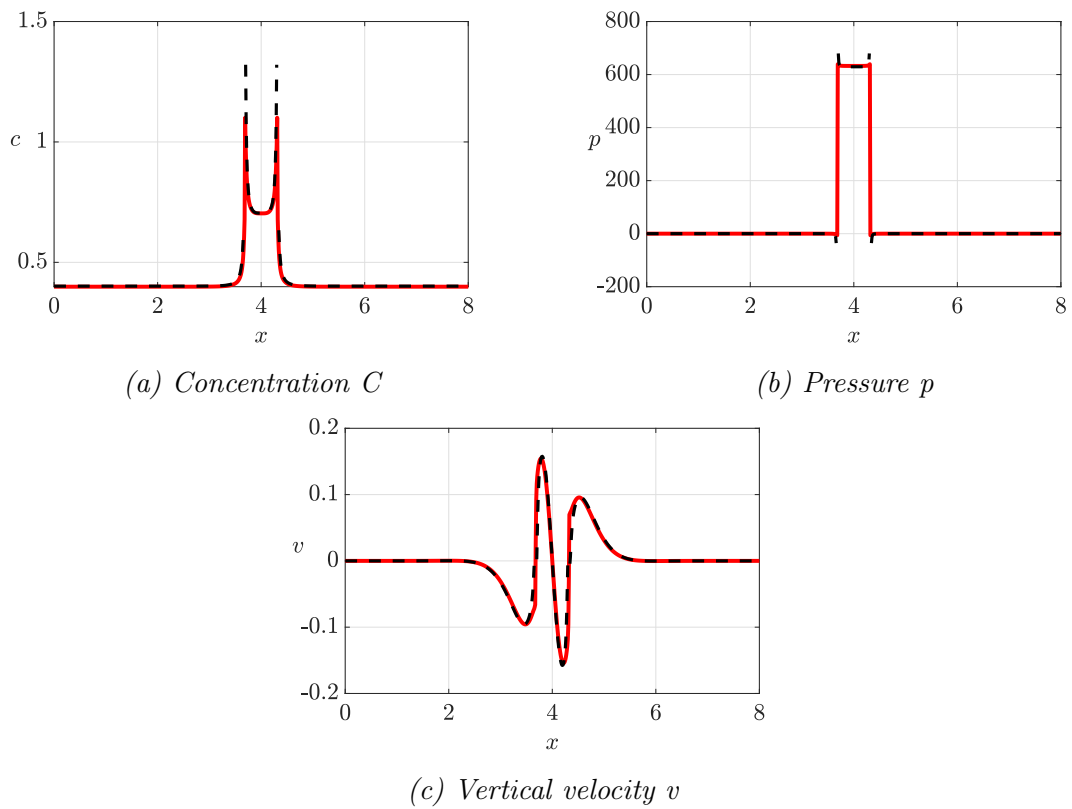 1.5
1
c
0.5
0 2 4 6 8
x
(a) Concentration C
800
600
400
p
200
0
-200
0 2 4 6 8
x
(b) Pressure p
0.2
0.1
v
0
-0.1
-0.2
0 2 4 6 8
x
(c) Vertical velocity v